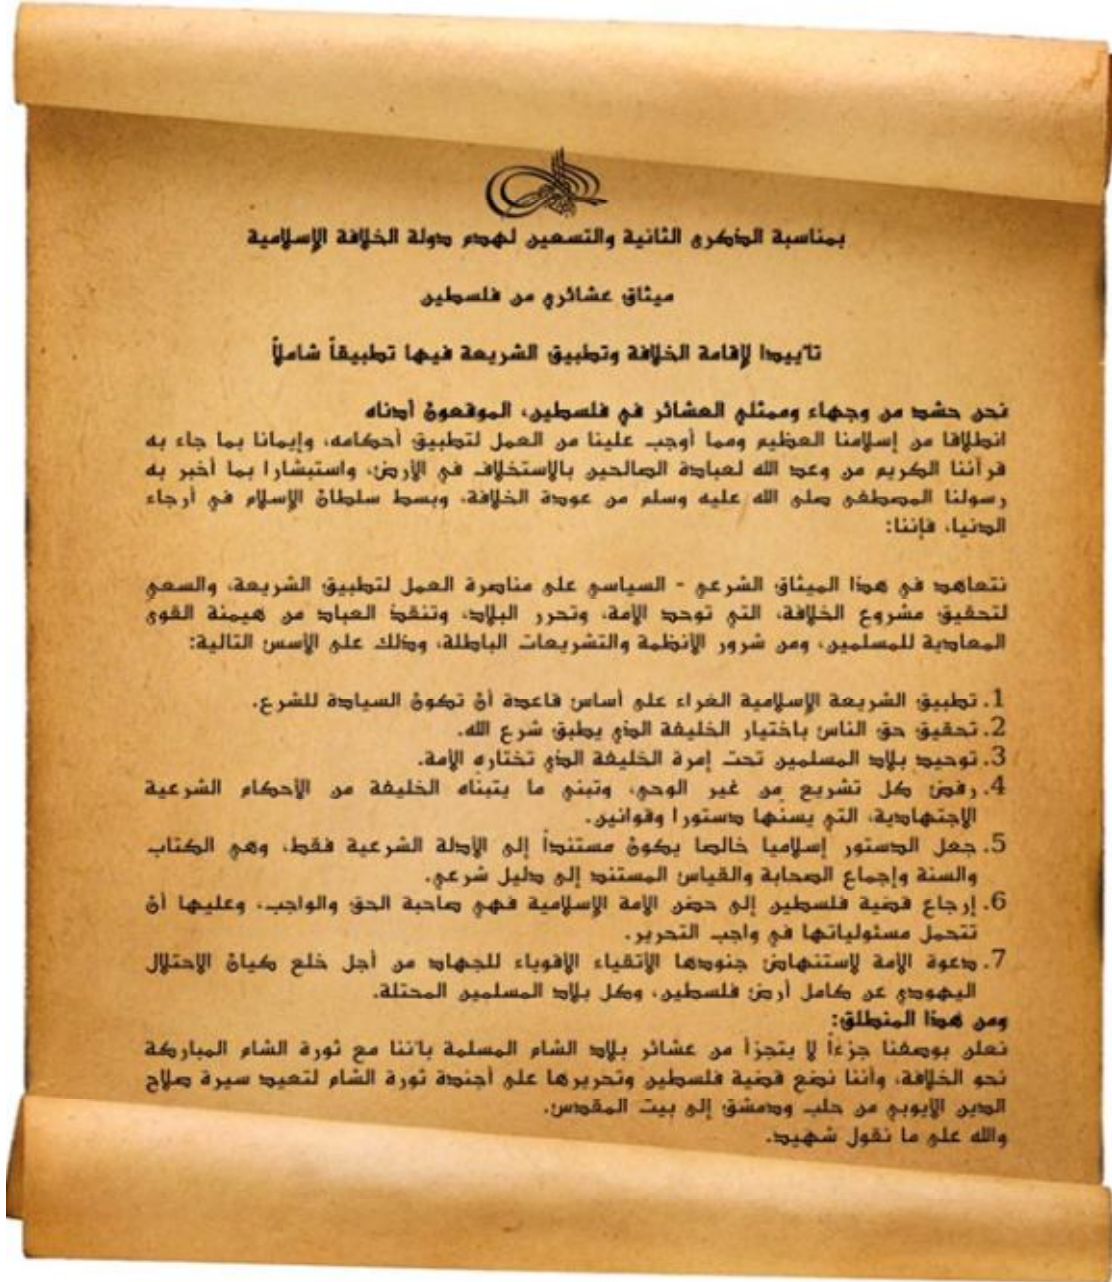 بمناسبة الذكرى الثانية والتسعين لهدم دولة الخلافة الإسلامية
ميثاق عشائري من فلسطين
تأييدا لإقامة الخلافة وتطبيق الشريعة فيها تطبيقاً شاملاً
نحن حشد من وجهاء وممثلي العشائر في فلسطين، الموقعون أدناه
انطلاقا من إسلامنا العظيم ومما أوجب علينا من العمل لتطبيق أحكامه، وإيمانا بما جاء به
قرآننا الكريم من وعد الله لعباده الصالحين بالاستخلاف في الأرض، واستبشارا بما أخبر به
رسولنا المصطفى صلى الله عليه وسلم من عودة الخلافة، وبسط سلطان الإسلام في أرجاء
الدنيا، فإننا:
نتعاهد في هذا الميثاق الشرعي - السياسي على مناصرة العمل لتطبيق الشريعة، والسعي
لتحقيق مشروع الخلافة، التي توحد الأمة، وتحرر البلاد، وتنقذ العباد من هيمنة القوى
المعادية للمسلمين، ومن شرور الأنظمة والتشريعات الباطلة، وذلك على الأسس التالية:
1. تطبيق الشريعة الإسلامية الغراء على أساس قاعدة أن تكون السيادة للشرع.
2. تحقيق حق الناس باختيار الخليفة الذي يطبق شرع الله.
3. توحيد بلاد المسلمين تحت إمرة الخليفة الذي تختاره الأمة.
4. رفض كل تشريع من غير الوحي، وتبني ما يتبناه الخليفة من الأحكام الشرعية
الاجتهادية، التي يسنّها دستورا وقوانين.
5. جعل الدستور إسلاميا خالصا يكون مستنداً إلى الأدلة الشرعية فقط، وهي الكتاب
والسنة وإجماع الصحابة والقياس المستند إلى دليل شرعي.
6. إرجاع قضية فلسطين إلى حضن الأمة الإسلامية فهي صاحبة الحق والواجب، وعليها أن
تتحمل مسئولياتها في واجب التحرير.
7. دعوة الأمة لاستنهاض جنودها الأتقياء الأقوياء للجهاد من أجل خلع كيان الاحتلال
اليهودي عن كامل أرض فلسطين، وكل بلاد المسلمين المحتلة.
ومن هذا المنطلق:
نعلن بوصفنا جزءاً لا يتجزأ من عشائر بلاد الشام المسلمة بأننا مع ثورة الشام المباركة
نحو الخلافة، وأننا نضع قضية فلسطين وتحريرها على أجندة ثورة الشام لتعيد سيرة صلاح
الدين الأيوبي من حلب ودمشق إلى بيت المقدس.
والله على ما نقول شهيد.